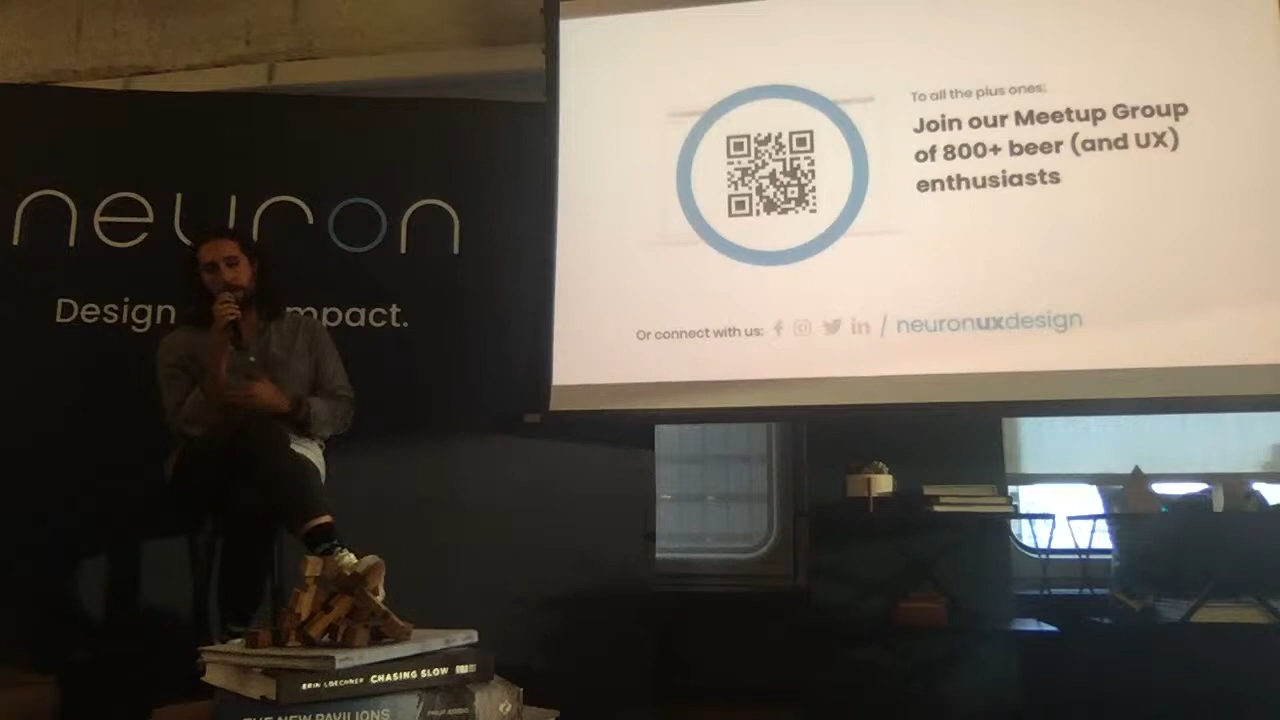 neuron
Design mpact.
To all the plus ones:
Join our Meetup Group
of 800+ beer (and UX)
enthusiasts
Or connect with us: / neuronuxdesign
ERIN LOECHNER CHASING SLOW
THE NEW PAVILIONS